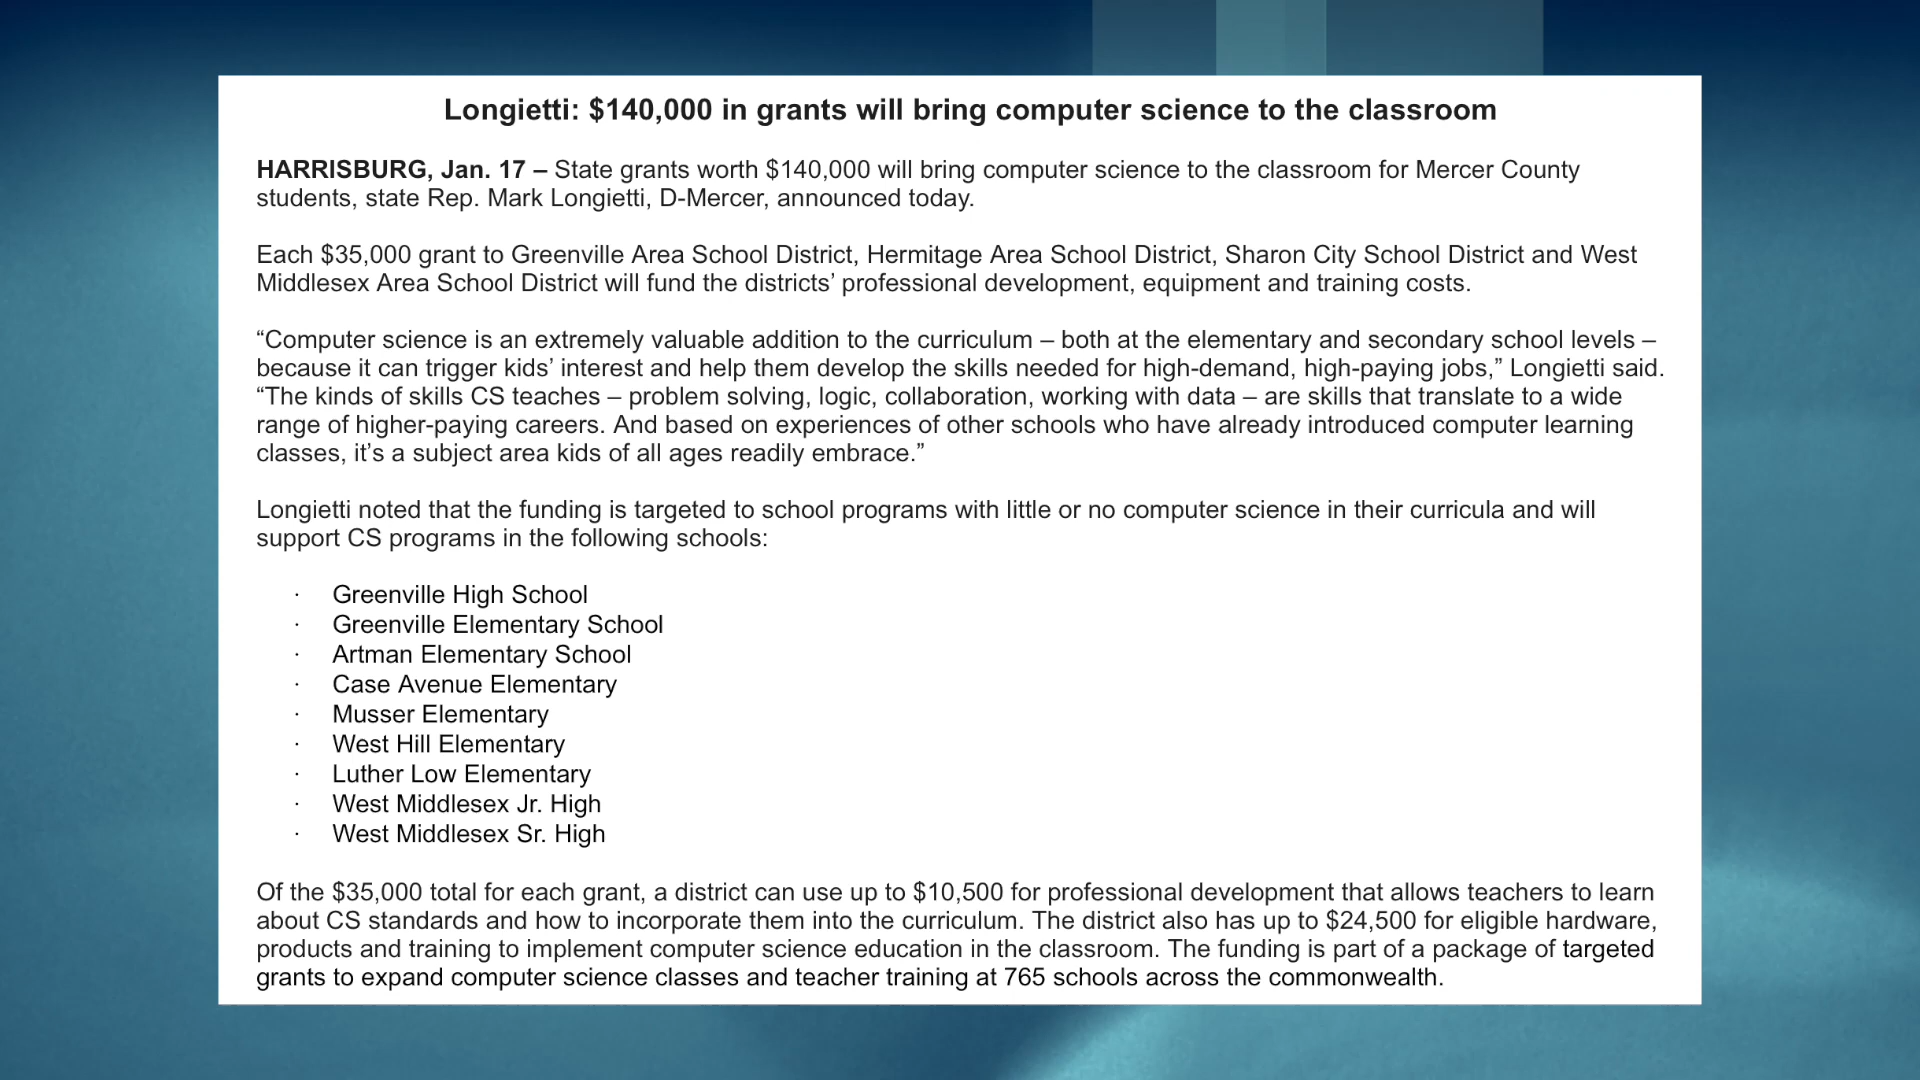 Longietti: $140,000 in grants will bring computer science to the classroom
HARRISBURG, Jan. 17 – State grants worth $140,000 will bring computer science to the classroom for Mercer County
students, state Rep. Mark Longietti, D-Mercer, announced today.
Each $35,000 grant to Greenville Area School District, Hermitage Area School District, Sharon City School District and West
Middlesex Area School District will fund the districts’ professional development, equipment and training costs.
“Computer science is an extremely valuable addition to the curriculum – both at the elementary and secondary school levels –
because it can trigger kids’ interest and help them develop the skills needed for high-demand, high-paying jobs,” Longietti said.
“The kinds of skills CS teaches – problem solving, logic, collaboration, working with data – are skills that translate to a wide
range of higher-paying careers. And based on experiences of other schools who have already introduced computer learning
classes, it’s a subject area kids of all ages readily embrace.”
Longietti noted that the funding is targeted to school programs with little or no computer science in their curricula and will
support CS programs in the following schools:
· Greenville High School
· Greenville Elementary School
· Artman Elementary School
· Case Avenue Elementary
· Musser Elementary
· West Hill Elementary
· Luther Low Elementary
· West Middlesex Jr. High
· West Middlesex Sr. High
Of the $35,000 total for each grant, a district can use up to $10,500 for professional development that allows teachers to learn
about CS standards and how to incorporate them into the curriculum. The district also has up to $24,500 for eligible hardware,
products and training to implement computer science education in the classroom. The funding is part of a package of targeted
grants to expand computer science classes and teacher training at 765 schools across the commonwealth.